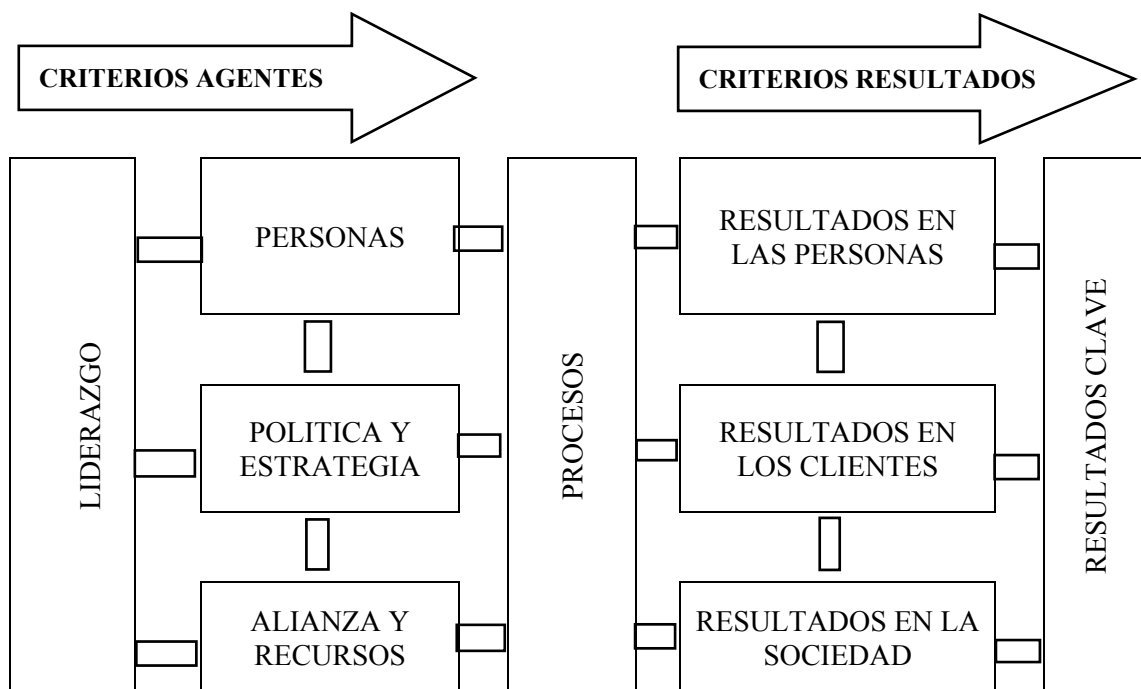 CRITERIOS AGENTES
CRITERIOS RESULTADOS
LIDERAZGO
PERSONAS
POLITICA Y
ESTRATEGIA
ALIANZA Y
RECURSOS
PROCESOS
RESULTADOS EN
LAS PERSONAS
RESULTADOS EN
LOS CLIENTES
RESULTADOS EN LA
SOCIEDAD
RESULTADOS CLAVE